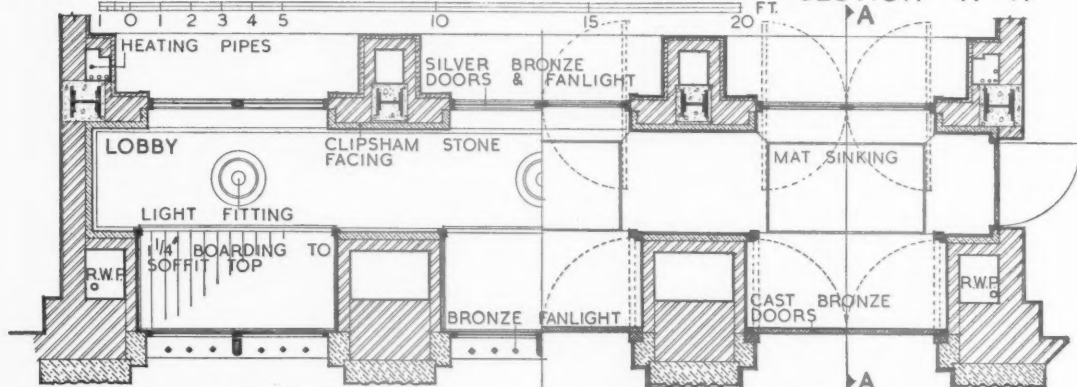 1 0 1 2 3 4 5 10 15 20 FT.
A
HEATING PIPES
SILVER BRONZE
DOORS & FANLIGHT
LOBBY
CLIPSHAM STONE
FACING
MAT SINKING
LIGHT FITTING
1 1/4" BOARDING TO
SOFFIT TOP
R.W.P.
R.W.P.
BRONZE FANLIGHT
CAST BRONZE
DOORS
A